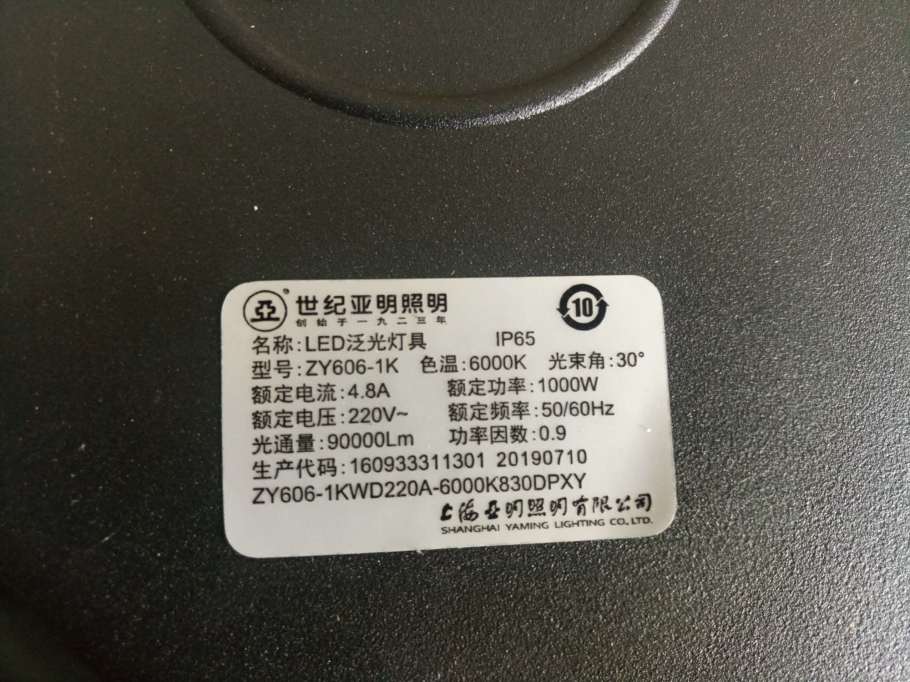 亞 世纪亚明照明
创始于一九二三年
10
名称:LED泛光灯具 IP65
型号:ZY606-1K 色温:6000K 光束角:30°
额定电流:4.8A 额定功率:1000W
额定电压:220V~ 额定频率:50/60Hz
光通量:90000Lm 功率因数:0.9
生产代码:160933311301 20190710
ZY606-1KWD220A-6000K830DPXY
上海亚明照明有限公司
SHANGHAI YAMING LIGHTING CO., LTD.